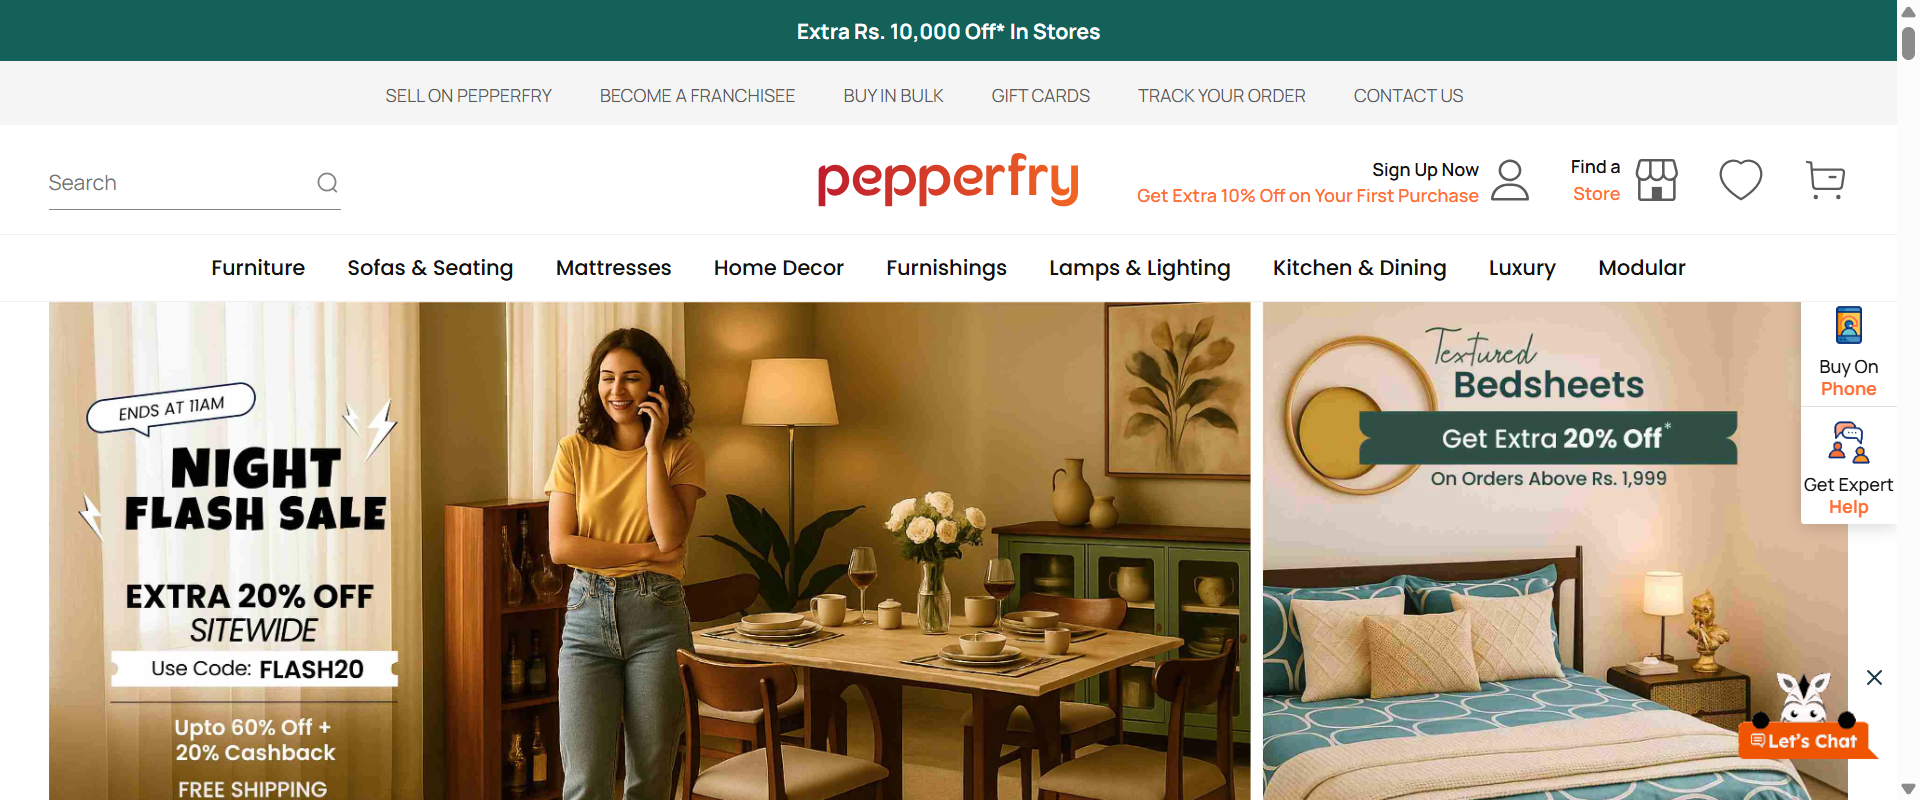 Extra Rs. 10,000 Off* In Stores
SELL ON PEPPERFRY
BECOME A FRANCHISEE
BUY IN BULK
GIFT CARDS
TRACK YOUR ORDER
CONTACT US
Search
pepperfry
Sign Up Now
Get Extra 10% Off on Your First Purchase
Find a
Store
Furniture
Sofas & Seating
Mattresses
Home Decor
Furnishings
Lamps & Lighting
Kitchen & Dining
Luxury
Modular
ENDS AT 11AM
NIGHT
FLASH SALE
EXTRA 20% OFF
SITEWIDE
Use Code: FLASH20
Upto 60% Off +
20% Cashback
FREE SHIPPING
Textured
Bedsheets
Get Extra 20% Off*
On Orders Above Rs. 1,999
Buy On
Phone
Get Expert
Help
Let's Chat